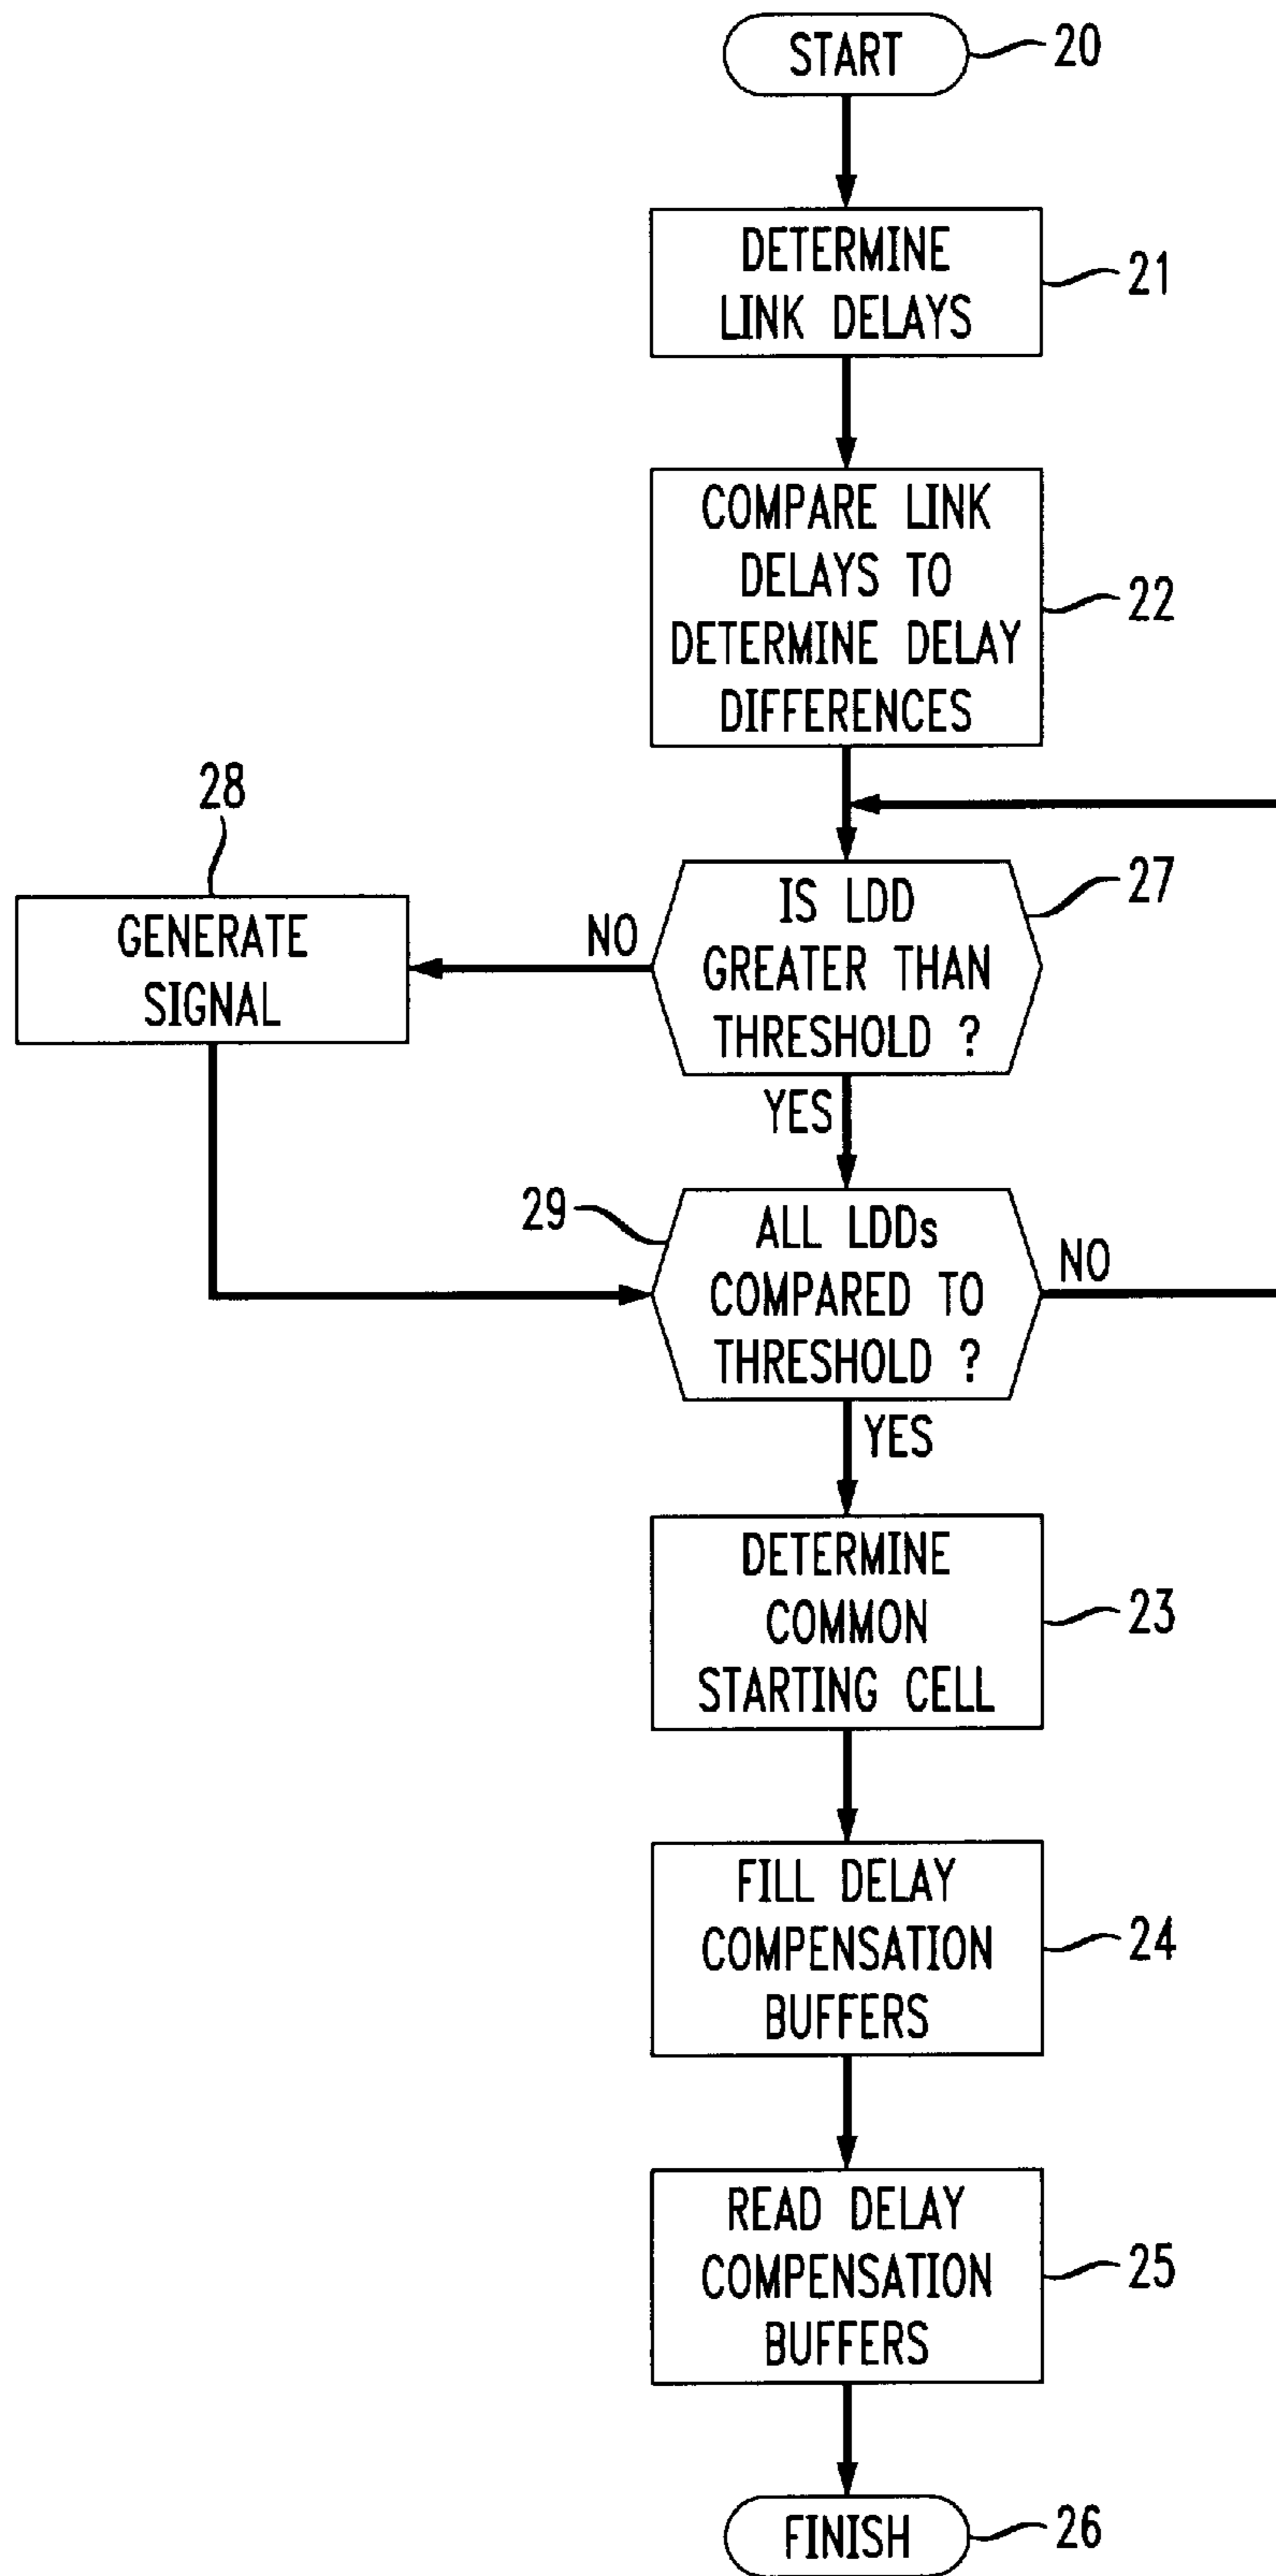 START
20
DETERMINE
LINK DELAYS
21
COMPARE LINK
DELAYS TO
DETERMINE DELAY
DIFFERENCES
22
28
GENERATE
SIGNAL
NO
IS LDD
GREATER THAN
THRESHOLD ?
27
YES
29
ALL LDDs
COMPARED TO
THRESHOLD ?
NO
YES
DETERMINE
COMMON
STARTING CELL
23
FILL DELAY
COMPENSATION
BUFFERS
24
READ DELAY
COMPENSATION
BUFFERS
25
FINISH
26